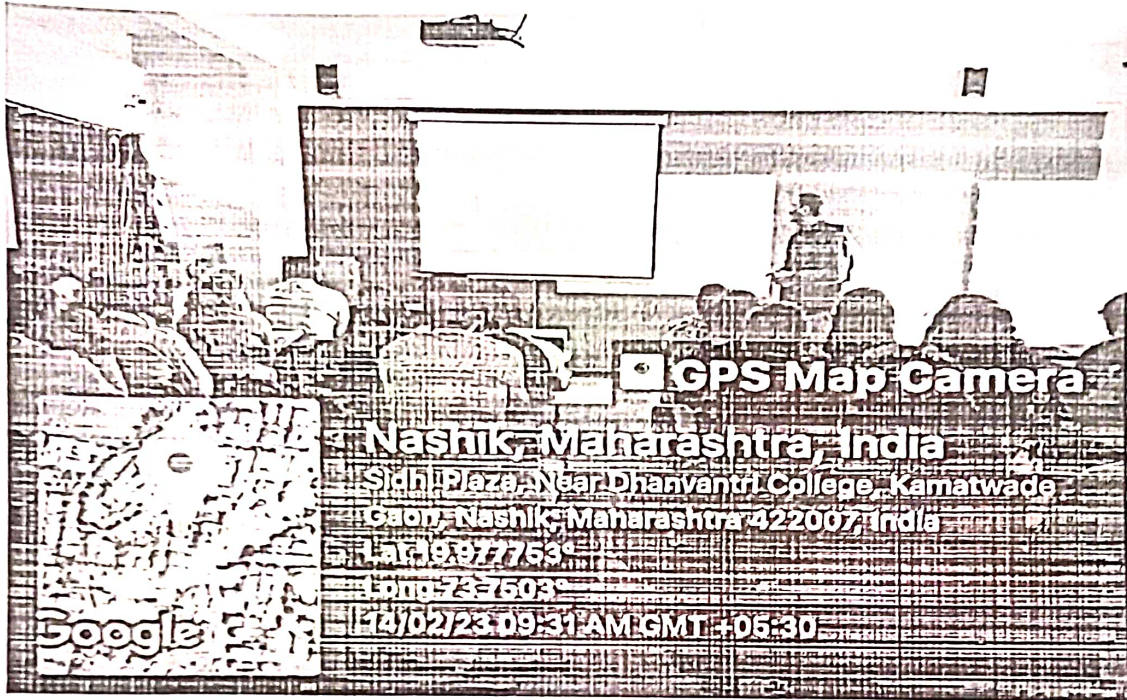 GPS Map Camera
Nashik, Maharashtra, India
Sidhi Plaza, Near Dhanvantri College, Kamatwade
Gaon, Nashik, Maharashtra 422007, India
Lat 19.977753°
Long 73.7503°
14/02/23 09:31 AM GMT +05:30
Google